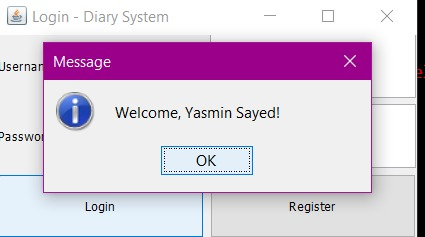 Login - Diary System
Message
Welcome, Yasmin Sayed!
OK
Login
Register